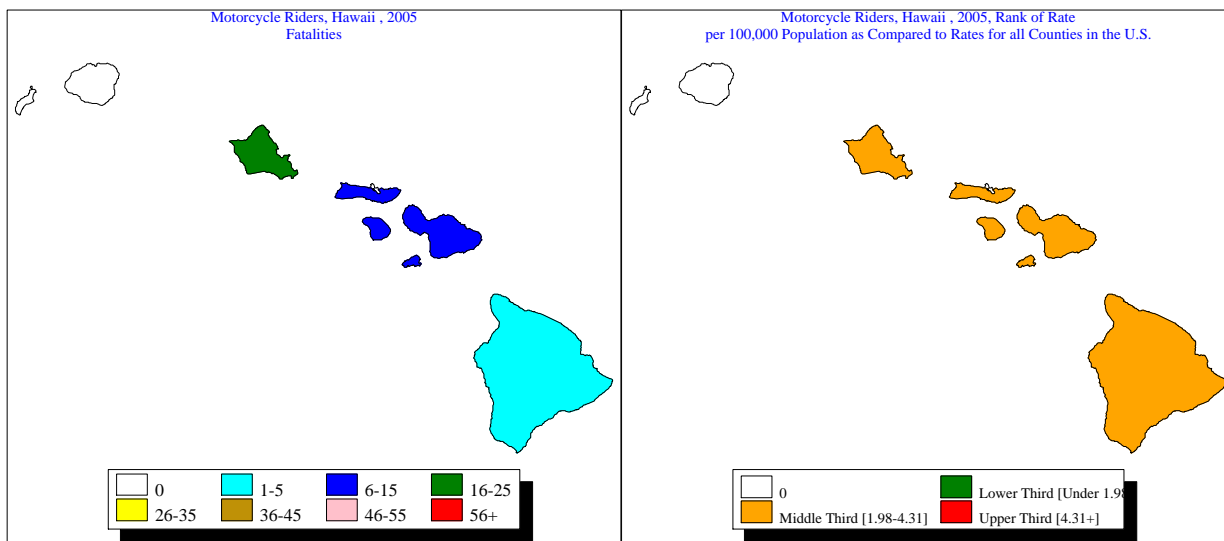 Motorcycle Riders, Hawaii , 2005
Fatalities
0
1-5
6-15
16-25
26-35
36-45
46-55
56+
Motorcycle Riders, Hawaii , 2005, Rank of Rate
per 100,000 Population as Compared to Rates for all Counties in the U.S.
0
Lower Third [Under 1.98
Middle Third [1.98-4.31]
Upper Third [4.31+]